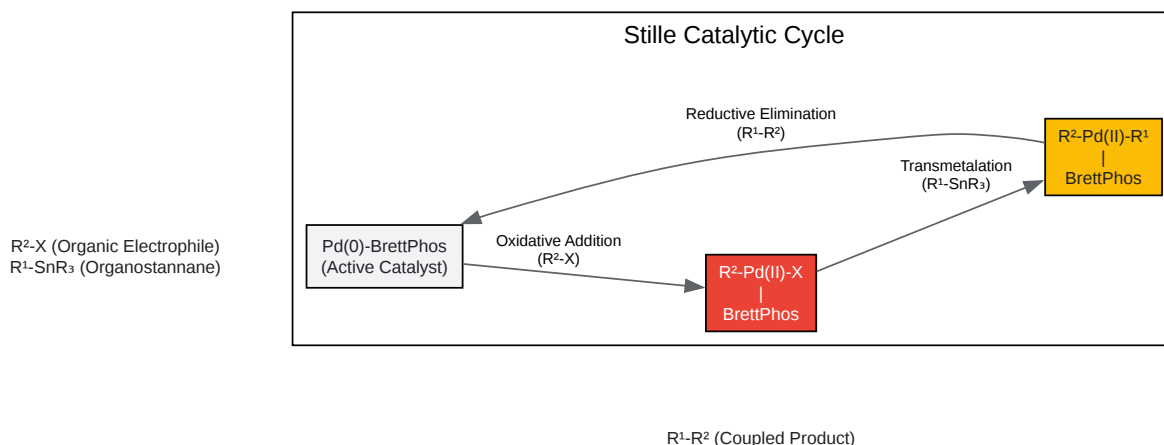 Stille Catalytic Cycle
Reductive Elimination
(R¹-R²)
R²-Pd(II)-R¹
|
BrettPhos
Transmetalation
(R¹-SnR₃)
R²-X (Organic Electrophile)
R¹-SnR₃ (Organostannane)
Pd(0)-BrettPhos
(Active Catalyst)
Oxidative Addition
(R²-X)
R²-Pd(II)-X
|
BrettPhos
R¹-R² (Coupled Product)